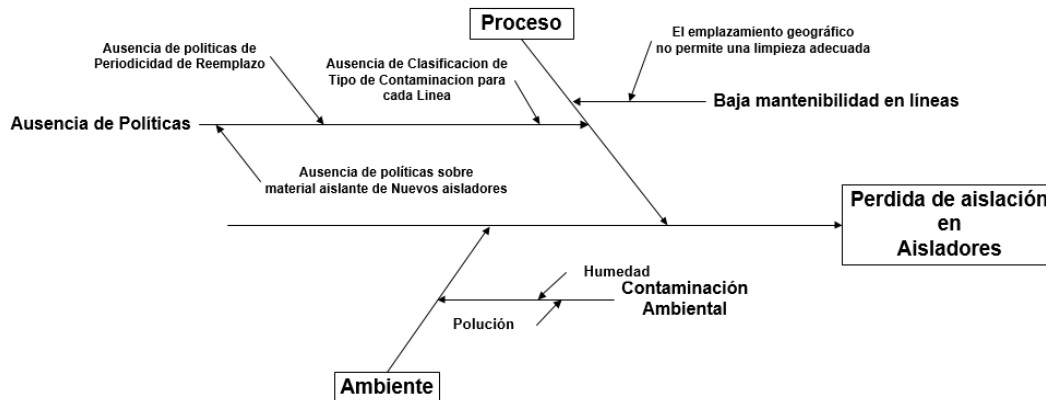 Proceso
El emplazamiento geográfico
no permite una limpieza adecuada
Ausencia de politicas de
Periodicidad de Reemplazo
Ausencia de Clasificacion de
Tipo de Contaminacion para
cada Linea
Baja mantenibilidad en líneas
Ausencia de Políticas
Ausencia de políticas sobre
material aislante de Nuevos aisladores
Perdida de aislación
en
Aisladores
Humedad
Contaminación
Ambiental
Polución
Ambiente